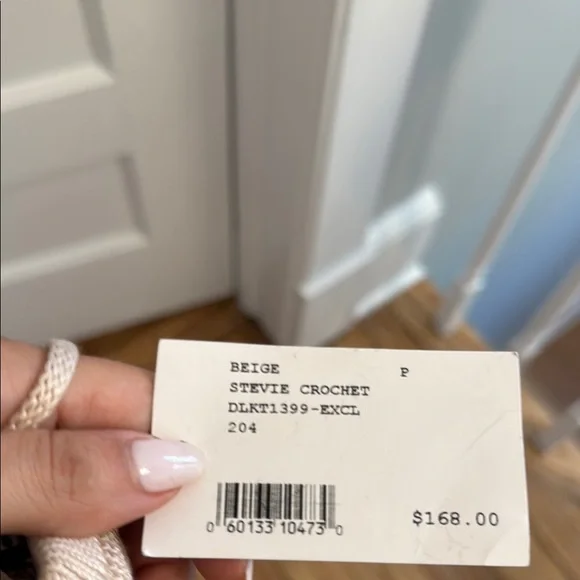 BEIGE P
STEVIE CROCHET
DLKT1399-EXCL
204
0 60133 10473 0
$168.00